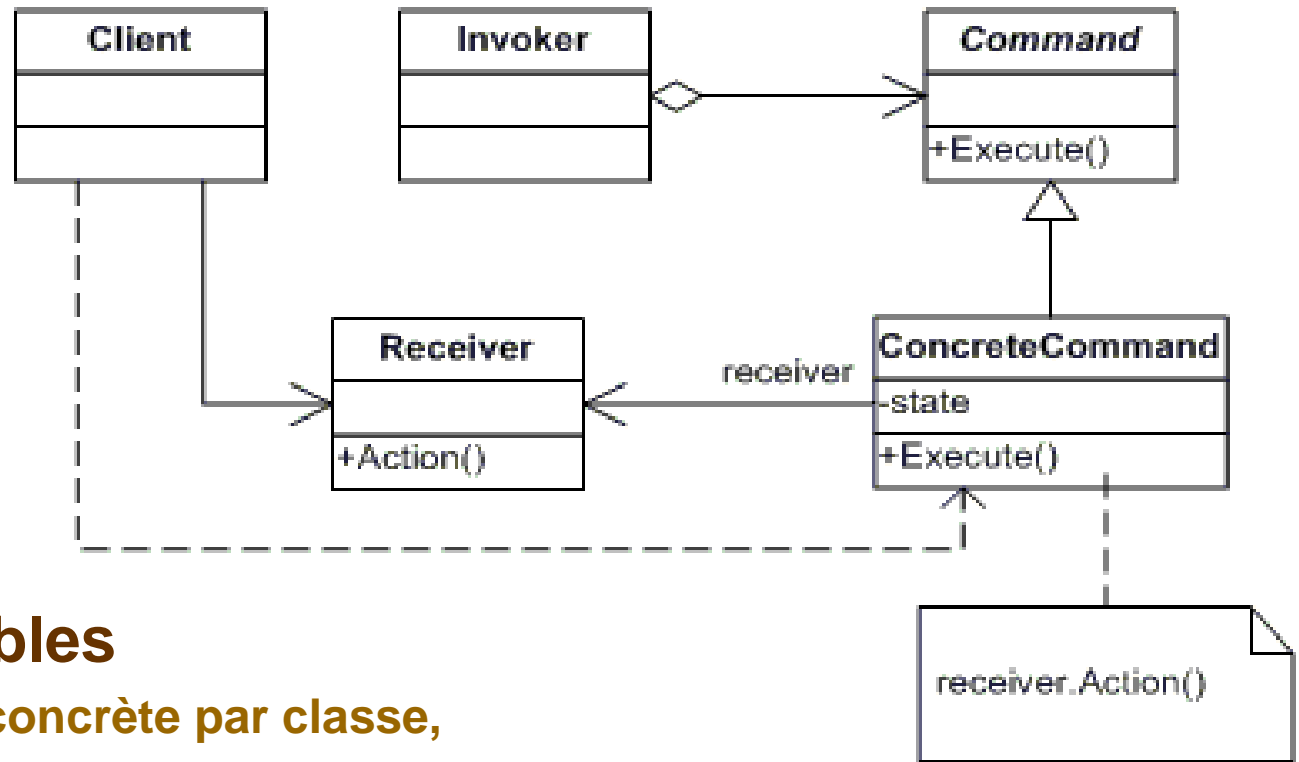 Client
Invoker
Command
+Execute()
Receiver
+Action()
receiver
ConcreteCommand
-state
+Execute()
receiver.Action()
bles
concrète par classe,